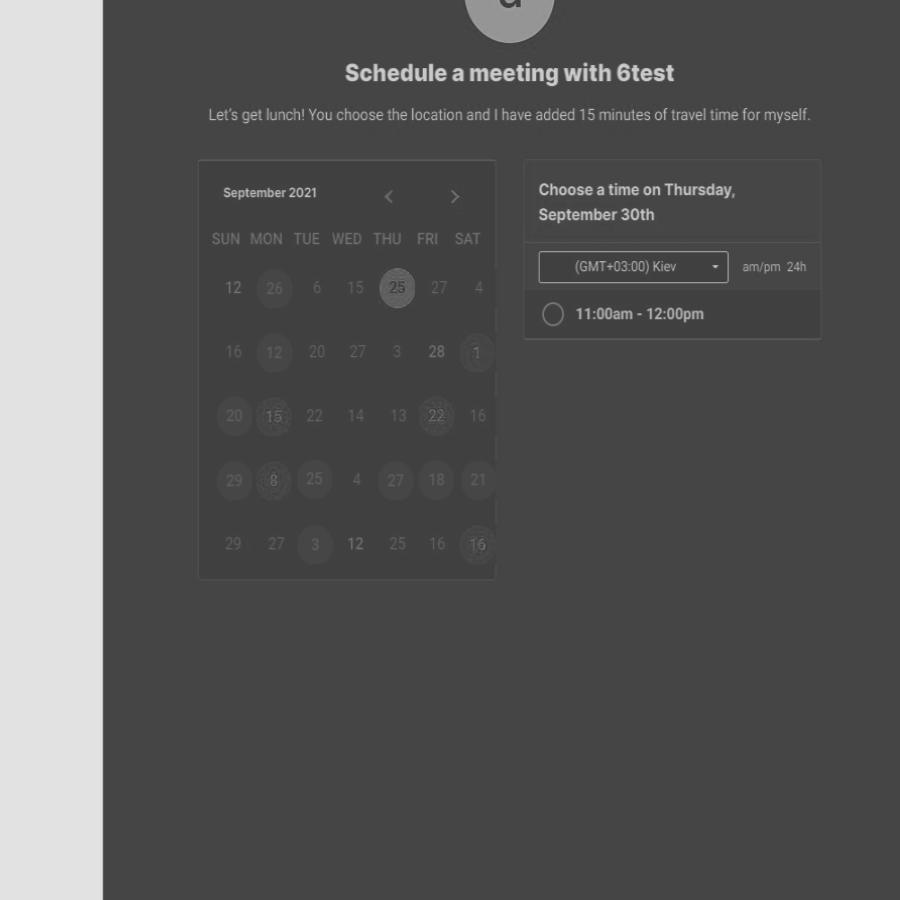 Schedule a meeting with 6test
Let's get lunch! You choose the location and I have added 15 minutes of travel time for myself.
September 2021
SUN MON TUE WED THU FRI SAT
12 26 6 15 25 27 4
16 12 20 27 3 28 1
20 15 22 14 13 22 16
29 8 25 4 27 18 21
29 27 3 12 25 16 16
Choose a time on Thursday,
September 30th
(GMT+03:00) Kiev am/pm 24h
11:00am - 12:00pm